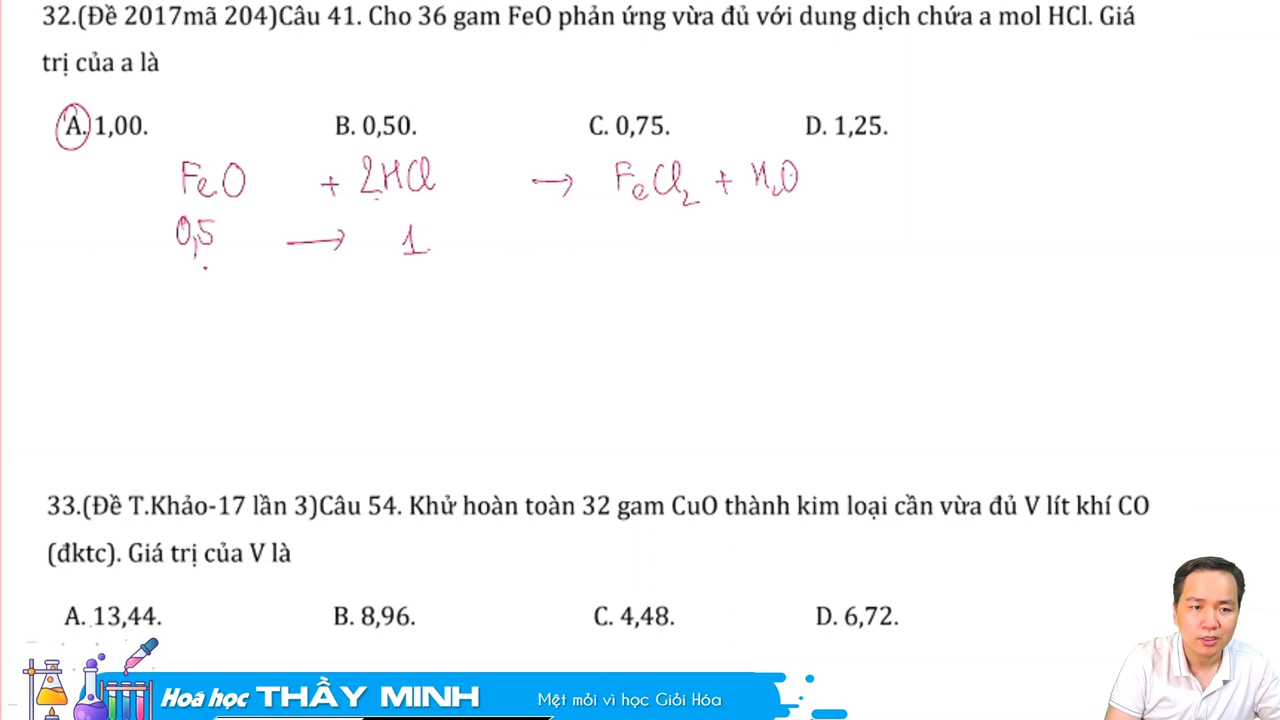 32.(Đề 2017mã 204)Câu 41. Cho 36 gam FeO phản ứng vừa đủ với dung dịch chứa a mol HCl. Giá
trị của a là
A. 1,00. B. 0,50. C. 0,75. D. 1,25.
FeO + 2HCl → FeCl2 + H2O
0,5 → 1
33.(Đề T.Khảo-17 lần 3)Câu 54. Khử hoàn toàn 32 gam CuO thành kim loại cần vừa đủ V lít khí CO
(đktc). Giá trị của V là
A. 13,44. B. 8,96. C. 4,48. D. 6,72.
Hoá học THẦY MINH Mệt mỏi vì học Giỏi Hóa